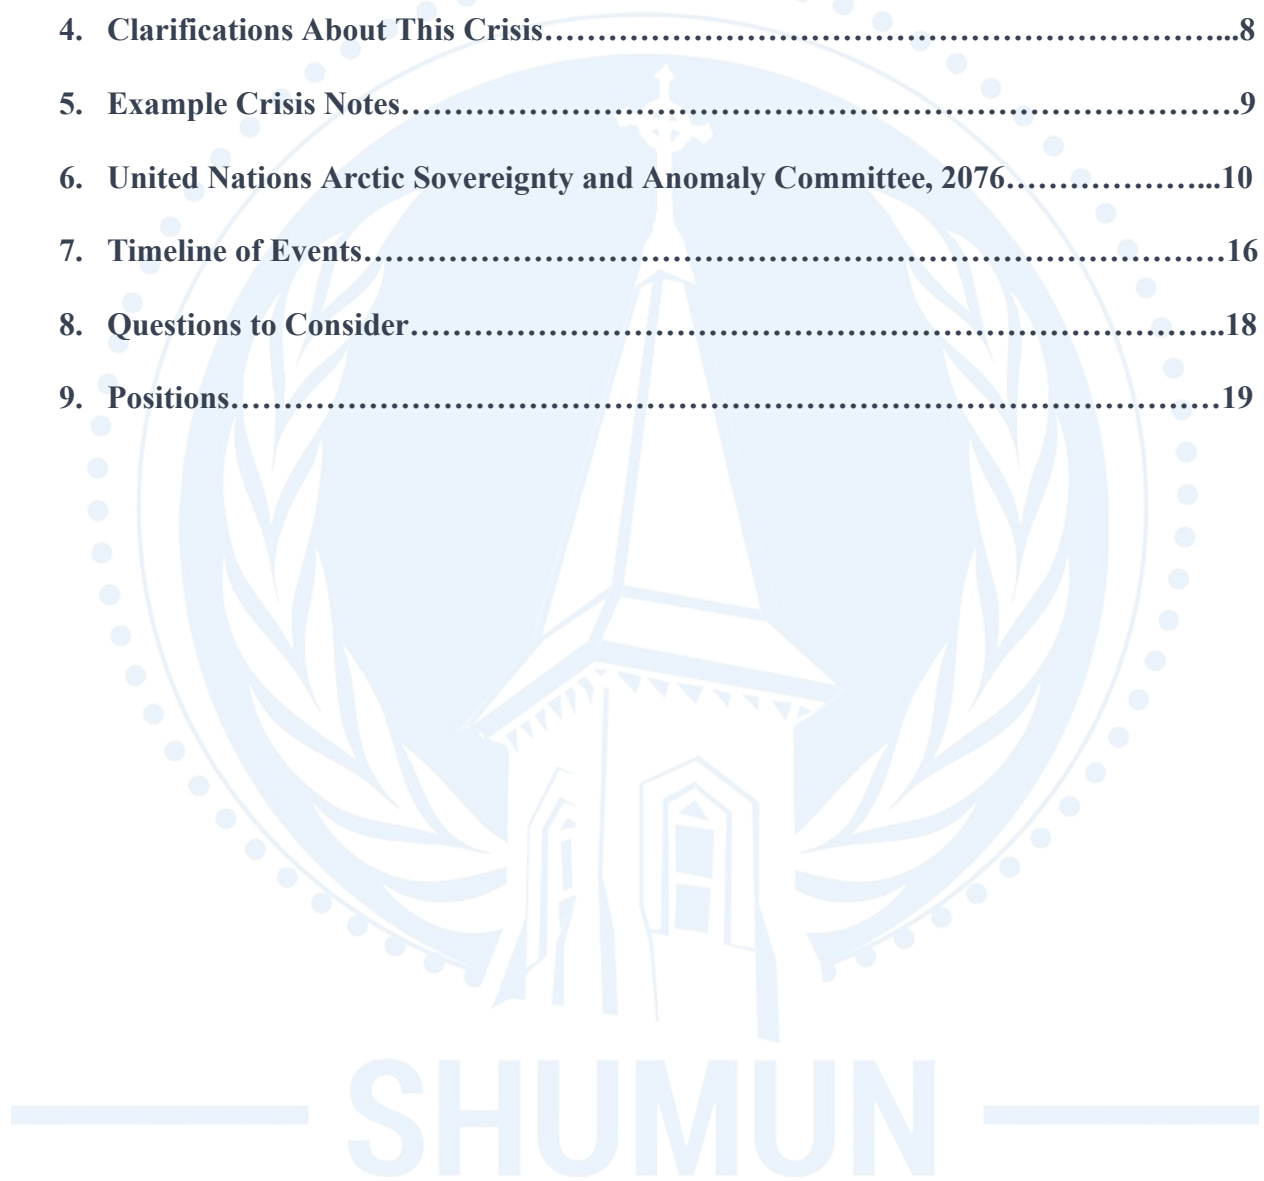 4. Clarifications About This Crisis…………………………………………………………………...8
5. Example Crisis Notes………………………………………………………………………………….9
6. United Nations Arctic Sovereignty and Anomaly Committee, 2076………………...10
7. Timeline of Events……………………………………………………………………………………16
8. Questions to Consider……………………………………………………………………………..18
9. Positions…………………………………………………………………………………………………19
SHUMUN